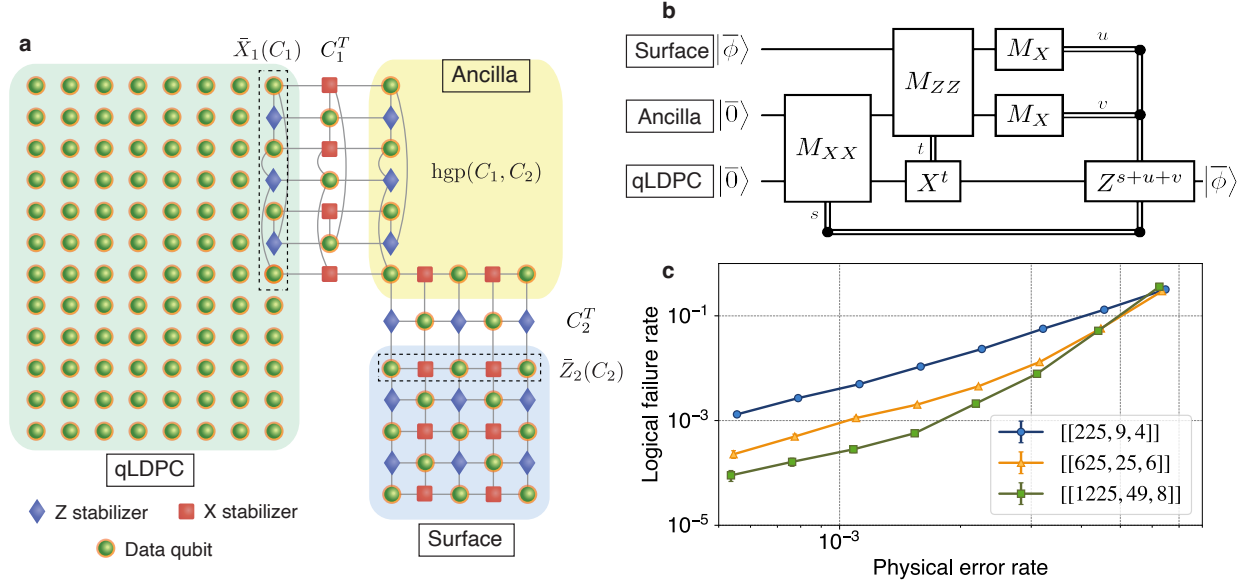 a
X̄₁(C₁)
C₁ᵀ
Ancilla
hgp(C₁, C₂)
C₂ᵀ
Z̄₂(C₂)
qLDPC
Surface
Z stabilizer
X stabilizer
Data qubit
b
Surface |ϕ̅⟩ M_ZZ M_X u
Ancilla |0̅⟩ M_XX M_X v
t
qLDPC |0̅⟩ Xᵗ Z^{s+u+v} |ϕ̅⟩
s
c
Logical failure rate
10⁻¹
10⁻³
10⁻⁵
[[225, 9, 4]]
[[625, 25, 6]]
[[1225, 49, 8]]
10⁻³
Physical error rate